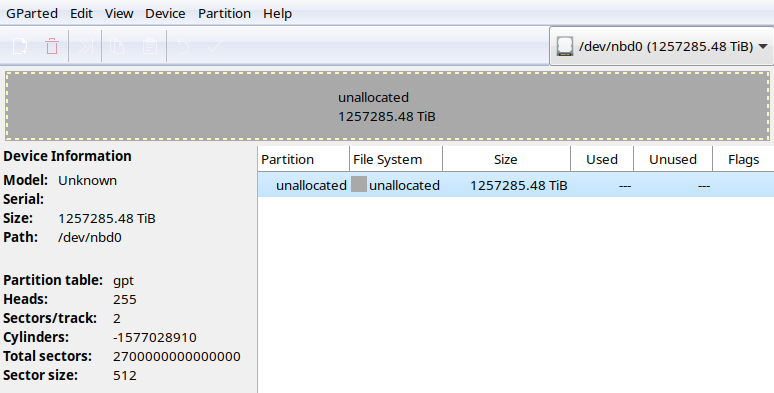 GParted Edit View Device Partition Help
/dev/nbd0 (1257285.48 TiB)
unallocated
1257285.48 TiB
Device Information
Model: Unknown
Serial:
Size: 1257285.48 TiB
Path: /dev/nbd0
Partition table: gpt
Heads: 255
Sectors/track: 2
Cylinders: -1577028910
Total sectors: 2700000000000000
Sector size: 512
Partition File System Size Used Unused Flags
unallocated unallocated 1257285.48 TiB --- ---